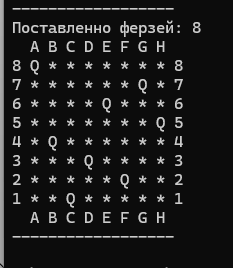 ------------------
Поставленно ферзей: 8
A B C D E F G H
8 Q * * * * * * * 8
7 * * * * * * Q * 7
6 * * * * Q * * * 6
5 * * * * * * * Q 5
4 * Q * * * * * * 4
3 * * * Q * * * * 3
2 * * * * * Q * * 2
1 * * Q * * * * * 1
A B C D E F G H
------------------